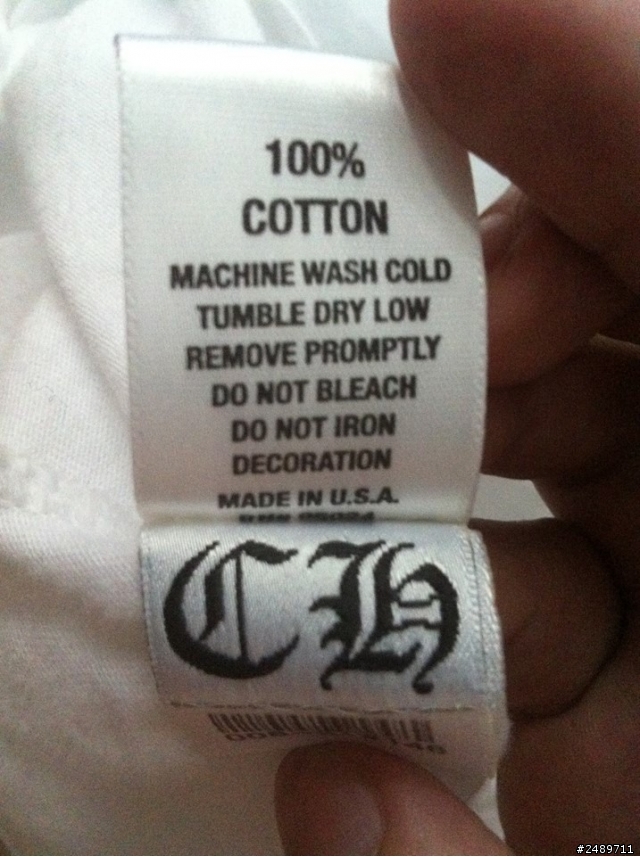 100%
COTTON
MACHINE WASH COLD
TUMBLE DRY LOW
REMOVE PROMPTLY
DO NOT BLEACH
DO NOT IRON
DECORATION
MADE IN U.S.A.
CH
#2489711